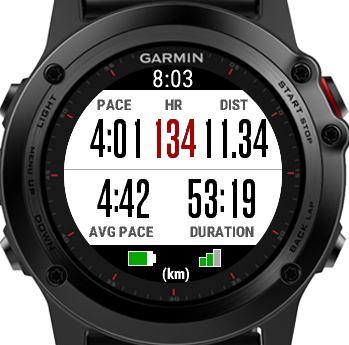 GARMIN
8:03
PACE HR DIST
4:01 134 11.34
4:42 53:19
AVG PACE DURATION
(km)
LIGHT
START STOP
MENU UP
DOWN
BACK LAP
30